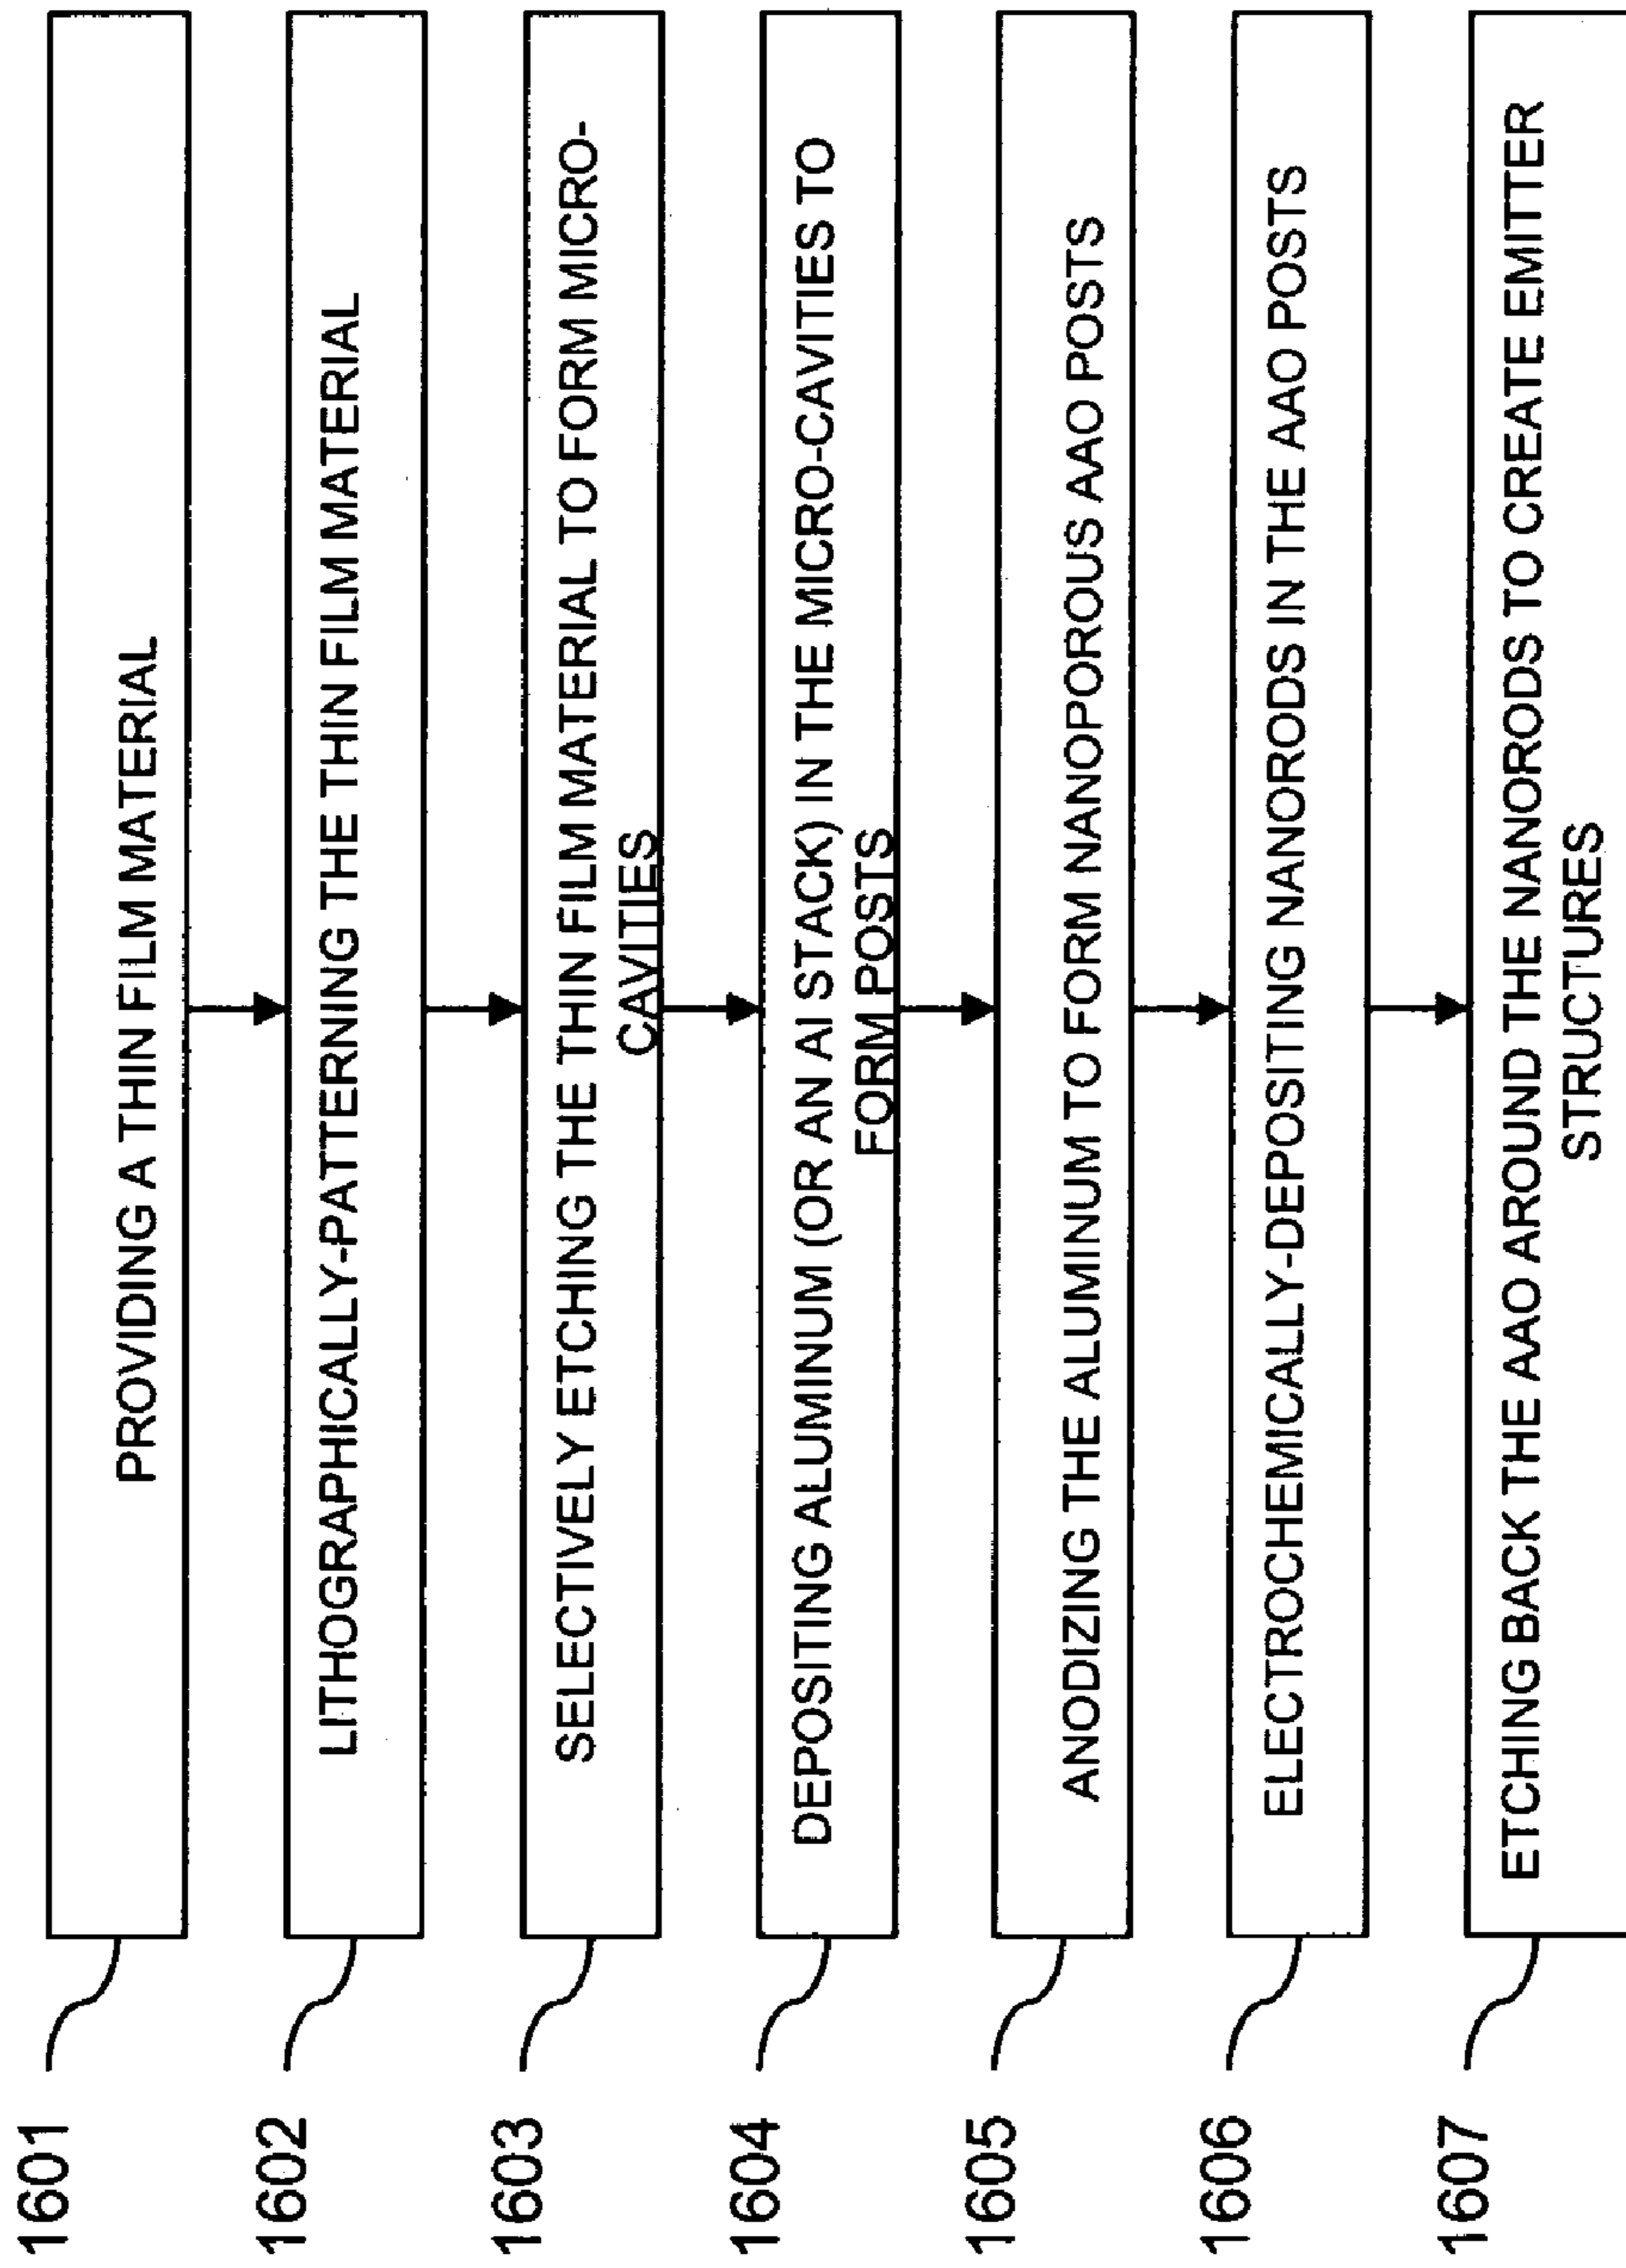 1601
PROVIDING A THIN FILM MATERIAL
1602
LITHOGRAPHICALLY-PATTERNING THE THIN FILM MATERIAL
1603
SELECTIVELY ETCHING THE THIN FILM MATERIAL TO FORM MICRO-
CAVITIES
1604
DEPOSITING ALUMINUM (OR AN Al STACK) IN THE MICRO-CAVITIES TO
FORM POSTS
1605
ANODIZING THE ALUMINUM TO FORM NANOPOROUS AAO POSTS
1606
ELECTROCHEMICALLY-DEPOSITING NANORODS IN THE AAO POSTS
1607
ETCHING BACK THE AAO AROUND THE NANORODS TO CREATE EMITTER
STRUCTURES